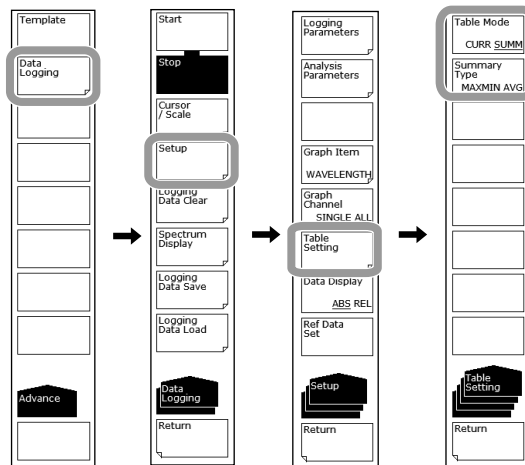 Template
Data
Logging
Advance
Start
Stop
Cursor
/ Scale
Setup
Logging
Data Clear
Spectrum
Display
Logging
Data Save
Logging
Data Load
Data
Logging
Return
Logging
Parameters
Analysis
Parameters
Graph Item
WAVELENGTH
Graph
Channel
SINGLE ALL
Table
Setting
Data Display
ABS REL
Ref Data
Set
Setup
Return
Table Mode
CURR SUMM
Summary
Type
MAXMIN AVG
Table
Setting
Return